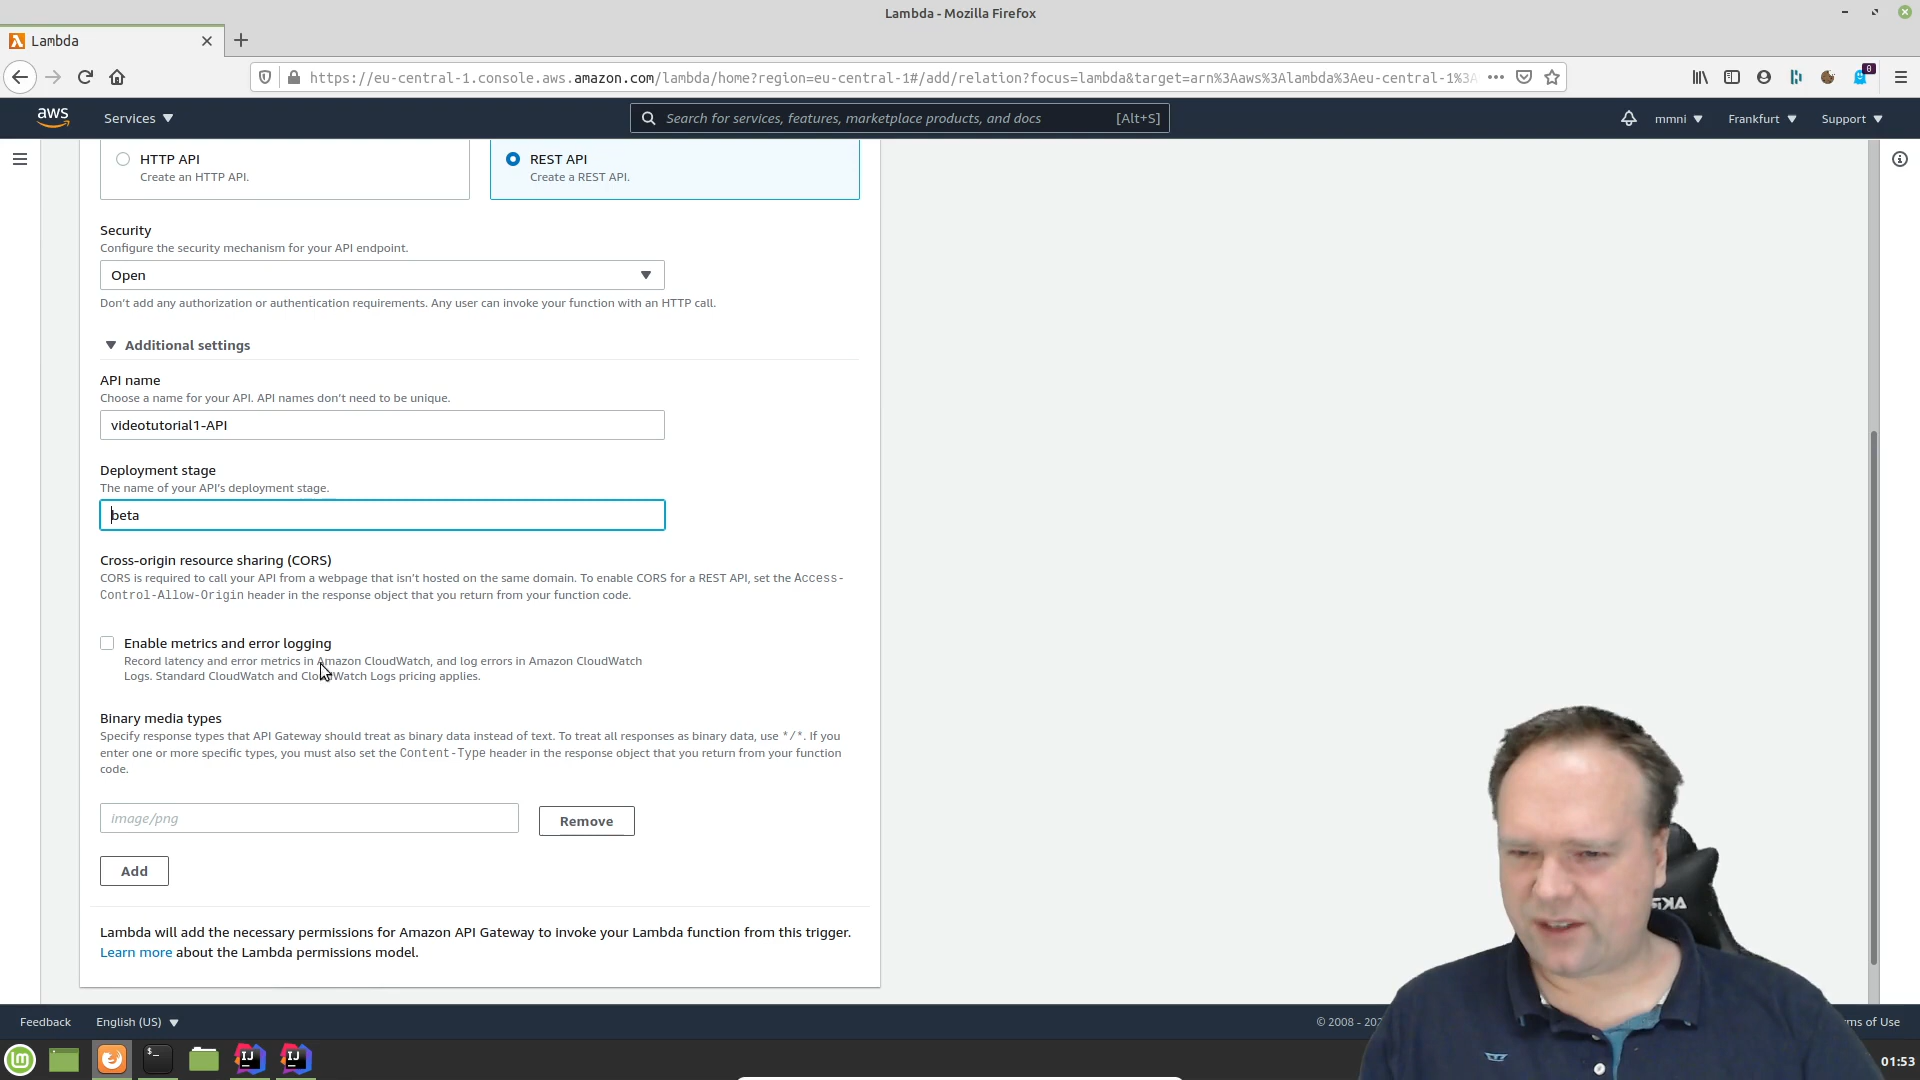 Lambda - Mozilla Firefox
Lambda
https://eu-central-1.console.aws.amazon.com/lambda/home?region=eu-central-1#/add/relation?focus=lambda&target=arn%3Aaws%3Alambda%3Aeu-central-1%3A
0
aws
Services
Search for services, features, marketplace products, and docs
[Alt+S]
mmni
Frankfurt
Support
HTTP API
Create an HTTP API.
REST API
Create a REST API.
Security
Configure the security mechanism for your API endpoint.
Open
Don't add any authorization or authentication requirements. Any user can invoke your function with an HTTP call.
Additional settings
API name
Choose a name for your API. API names don't need to be unique.
videotutorial1-API
Deployment stage
The name of your API's deployment stage.
beta
Cross-origin resource sharing (CORS)
CORS is required to call your API from a webpage that isn't hosted on the same domain. To enable CORS for a REST API, set the Access-
Control-Allow-Origin header in the response object that you return from your function code.
Enable metrics and error logging
Record latency and error metrics in Amazon CloudWatch, and log errors in Amazon CloudWatch
Logs. Standard CloudWatch and CloudWatch Logs pricing applies.
Binary media types
Specify response types that API Gateway should treat as binary data instead of text. To treat all responses as binary data, use */*. If you
enter one or more specific types, you must also set the Content-Type header in the response object that you return from your function
code.
image/png
Remove
Add
Lambda will add the necessary permissions for Amazon API Gateway to invoke your Lambda function from this trigger.
Learn more about the Lambda permissions model.
Feedback
English (US)
© 2008 - 20
of Use
IJ
IJ
01:53